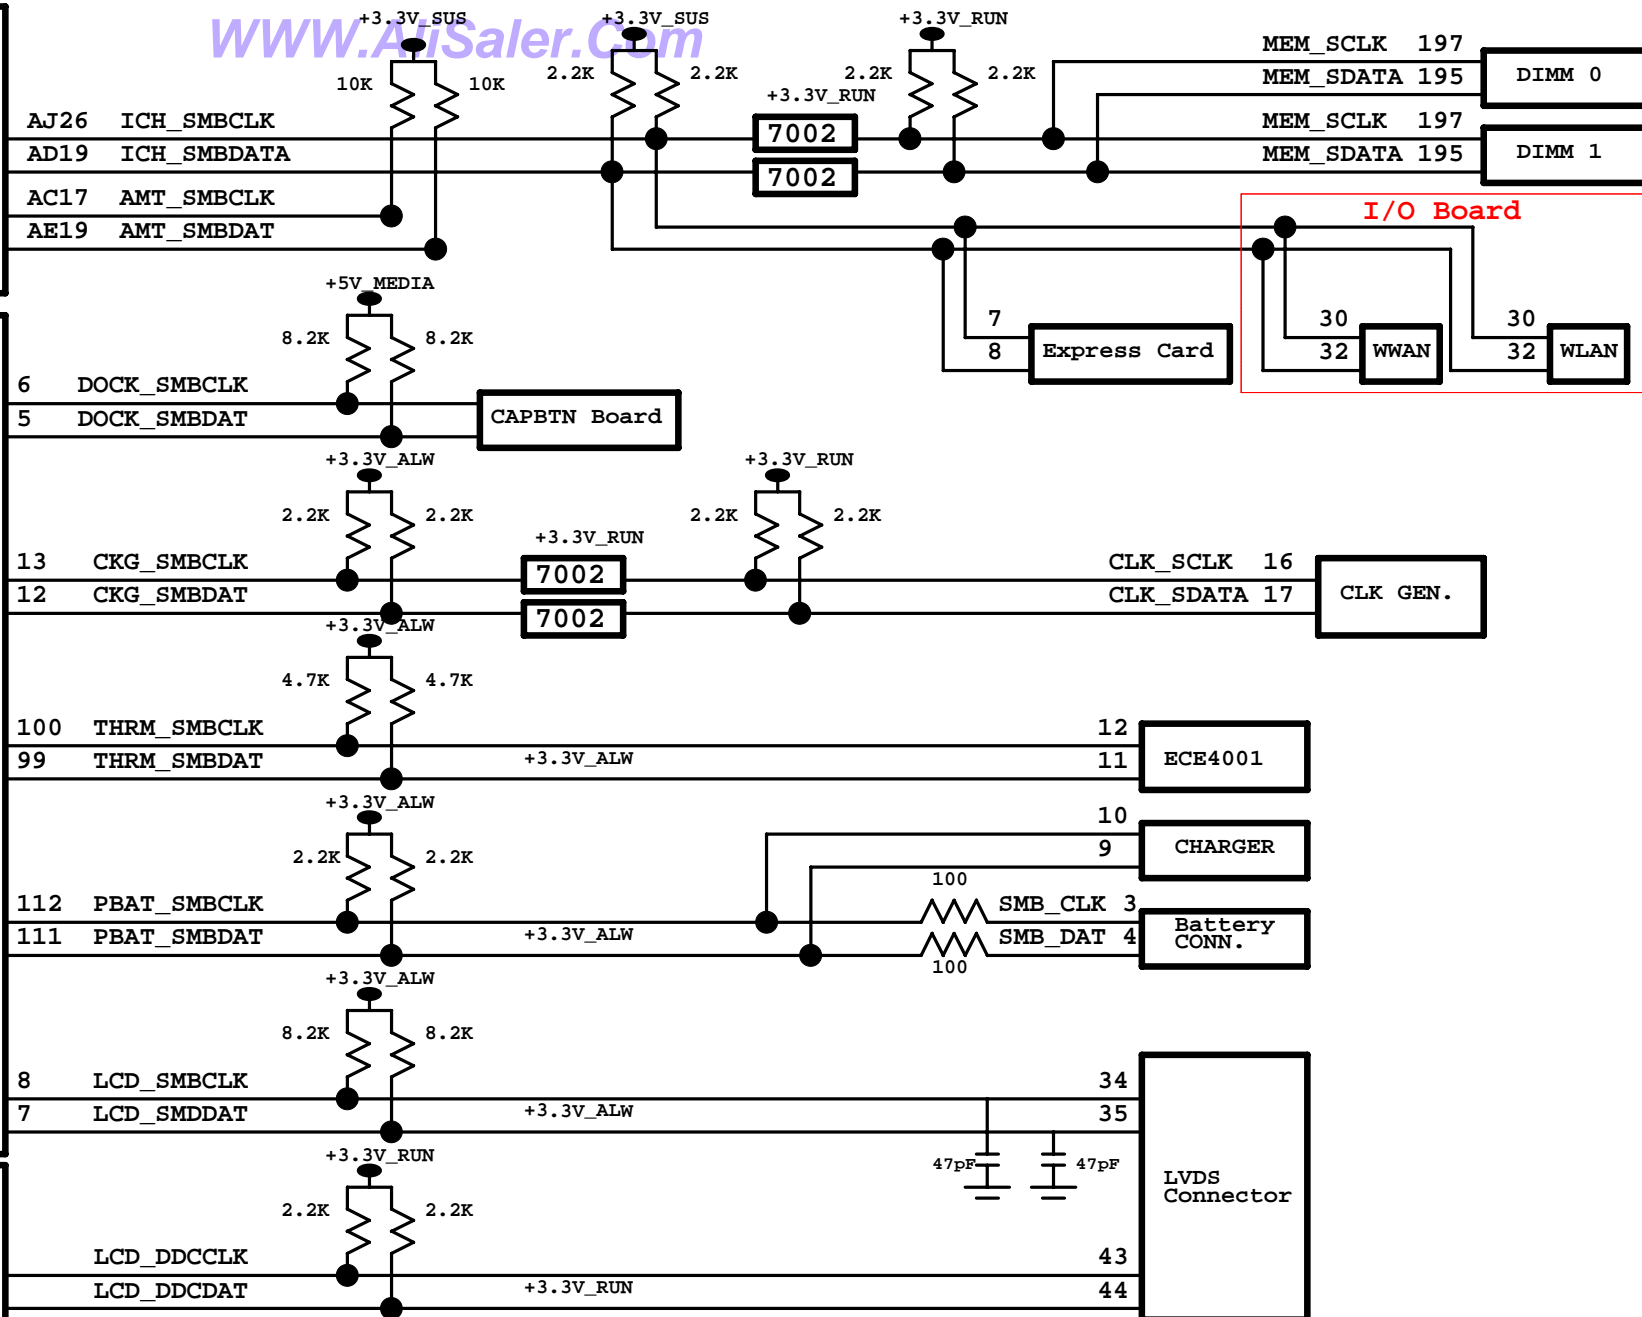 WWW.AliSaler.Com
+3.3V_SUS
+3.3V_SUS
+3.3V_RUN
10K
10K
2.2K
2.2K
2.2K
2.2K
+3.3V_RUN
MEM_SCLK 197
MEM_SDATA 195
DIMM 0
AJ26 ICH_SMBCLK
7002
MEM_SCLK 197
AD19 ICH_SMBDATA
7002
MEM_SDATA 195
DIMM 1
AC17 AMT_SMBCLK
AE19 AMT_SMBDAT
I/O Board
+5V_MEDIA
8.2K
8.2K
7
8
Express Card
30
32
WWAN
30
32
WLAN
6 DOCK_SMBCLK
5 DOCK_SMBDAT
CAPBTN Board
+3.3V_ALW
+3.3V_RUN
2.2K
2.2K
2.2K
2.2K
+3.3V_RUN
13 CKG_SMBCLK
7002
CLK_SCLK 16
12 CKG_SMBDAT
7002
CLK_SDATA 17
CLK GEN.
+3.3V_ALW
4.7K
4.7K
100 THRM_SMBCLK
12
99 THRM_SMBDAT
+3.3V_ALW
11
ECE4001
+3.3V_ALW
2.2K
2.2K
10
9
CHARGER
100
112 PBAT_SMBCLK
SMB_CLK 3
111 PBAT_SMBDAT
+3.3V_ALW
SMB_DAT 4
Battery
CONN.
100
+3.3V_ALW
8.2K
8.2K
8 LCD_SMBCLK
34
7 LCD_SMDDAT
+3.3V_ALW
35
47pF
47pF
LVDS
Connector
+3.3V_RUN
2.2K
2.2K
LCD_DDCCLK
43
LCD_DDCDAT
+3.3V_RUN
44